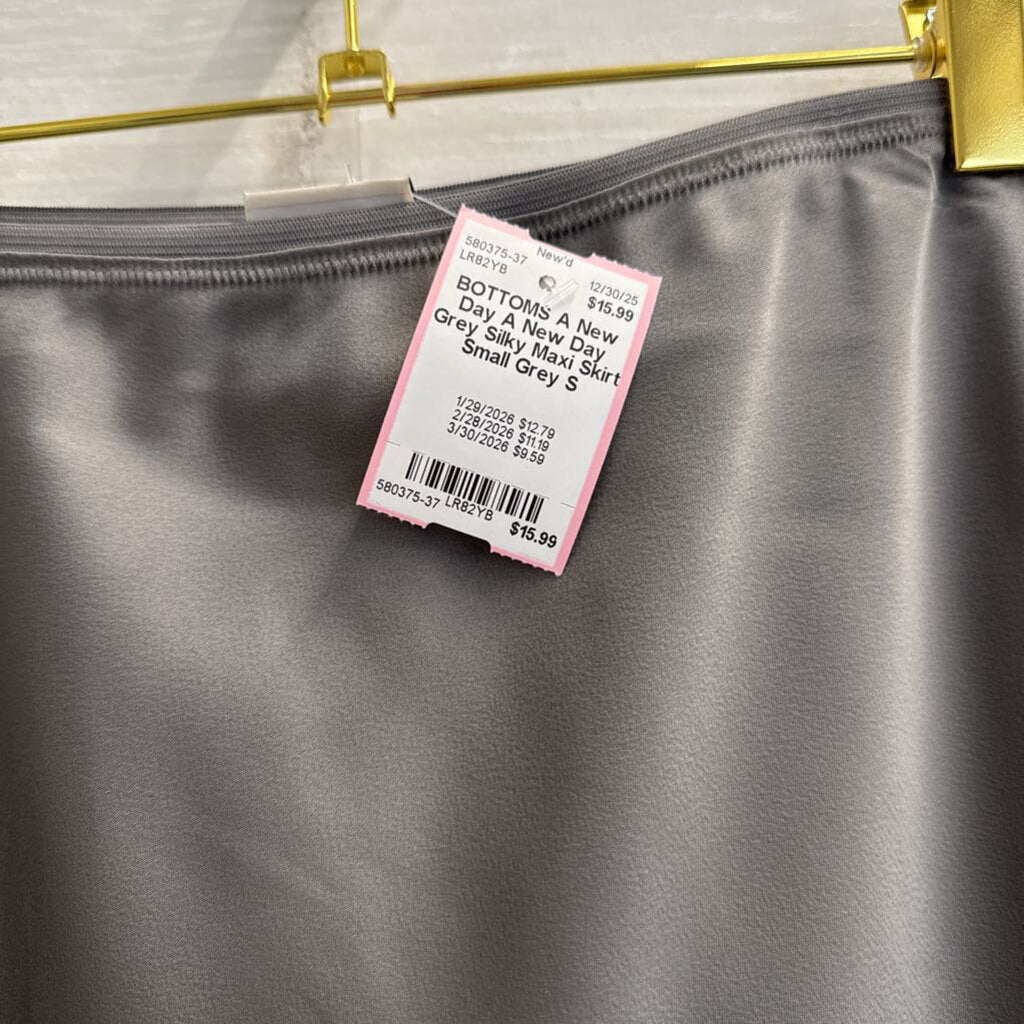 New'd
580375-37
LR82YB
12/30/25
$15.99
BOTTOMS A New
Day A New Day
Grey Silky Maxi Skirt
Small Grey S
1/29/2026 $12.79
2/28/2026 $11.19
3/30/2026 $9.59
580375-37 LR82YB
$15.99